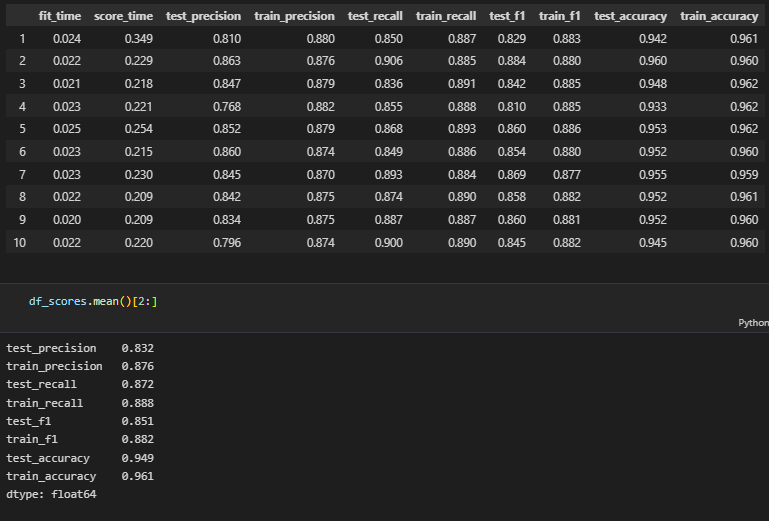 fit_time score_time test_precision train_precision test_recall train_recall test_f1 train_f1 test_accuracy train_accuracy
1 0.024 0.349 0.810 0.880 0.850 0.887 0.829 0.883 0.942 0.961
2 0.022 0.229 0.863 0.876 0.906 0.885 0.884 0.880 0.960 0.960
3 0.021 0.218 0.847 0.879 0.836 0.891 0.842 0.885 0.948 0.962
4 0.023 0.221 0.768 0.882 0.855 0.888 0.810 0.885 0.933 0.962
5 0.025 0.254 0.852 0.879 0.868 0.893 0.860 0.886 0.953 0.962
6 0.023 0.215 0.860 0.874 0.849 0.886 0.854 0.880 0.952 0.960
7 0.023 0.230 0.845 0.870 0.893 0.884 0.869 0.877 0.955 0.959
8 0.022 0.209 0.842 0.875 0.874 0.890 0.858 0.882 0.952 0.961
9 0.020 0.209 0.834 0.875 0.887 0.887 0.860 0.881 0.952 0.960
10 0.022 0.220 0.796 0.874 0.900 0.890 0.845 0.882 0.945 0.960
df_scores.mean()[2:]
Python
test_precision 0.832
train_precision 0.876
test_recall 0.872
train_recall 0.888
test_f1 0.851
train_f1 0.882
test_accuracy 0.949
train_accuracy 0.961
dtype: float64